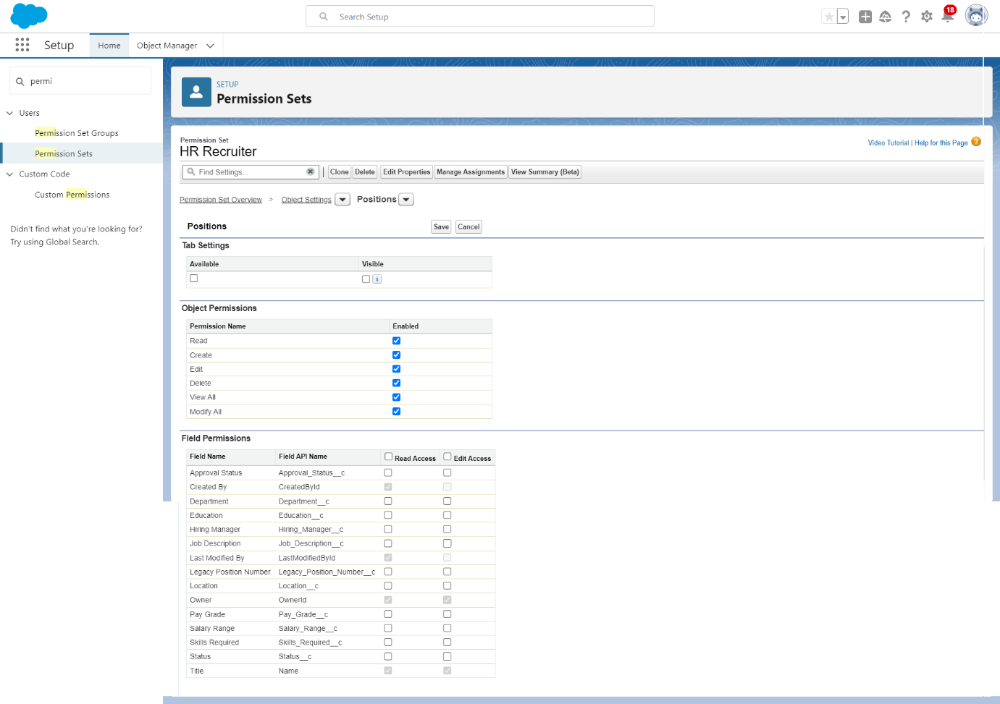 Search Setup
18
Setup
Home
Object Manager
permi
Users
Permission Set Groups
Permission Sets
Custom Code
Custom Permissions
Didn't find what you're looking for?
Try using Global Search.
SETUP
Permission Sets
Permission Set
HR Recruiter
Video Tutorial | Help for this Page ?
Find Settings... | Clone Delete Edit Properties Manage Assignments View Summary (Beta)
Permission Set Overview > Object Settings Positions
Positions Save Cancel
Tab Settings
Available Visible
i
Object Permissions
Permission Name Enabled
Read
Create
Edit
Delete
View All
Modify All
Field Permissions
Field Name Field API Name Read Access Edit Access
Approval Status Approval_Status__c
Created By CreatedById
Department Department__c
Education Education__c
Hiring Manager Hiring_Manager__c
Job Description Job_Description__c
Last Modified By LastModifiedById
Legacy Position Number Legacy_Position_Number__c
Location Location__c
Owner OwnerId
Pay Grade Pay_Grade__c
Salary Range Salary_Range__c
Skills Required Skills_Required__c
Status Status__c
Title Name